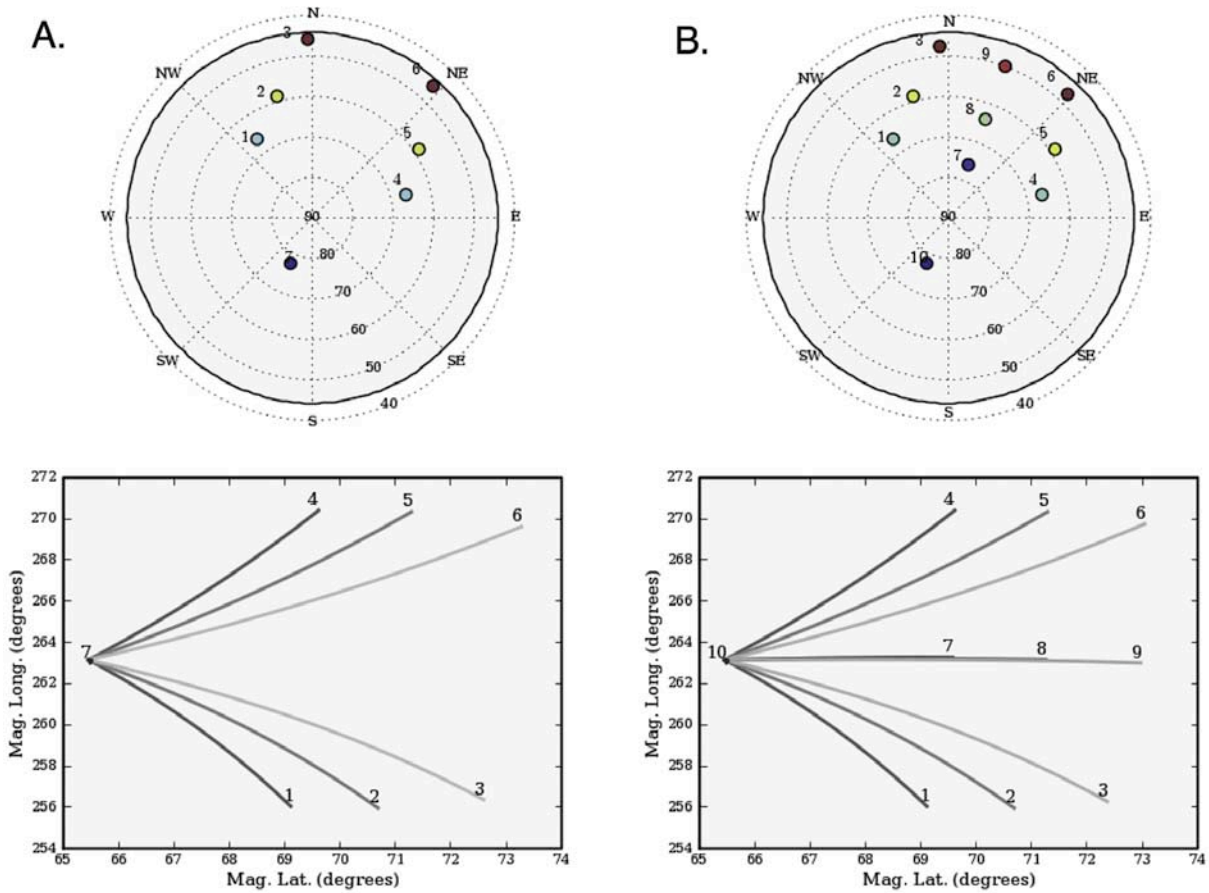 A.
N
3
6
NE
NW
2
5
1
4
W
90
E
7
80
70
60
SW
SE
50
40
S
B.
N
3
9
6
NE
NW
2
8
5
1
7
4
W
90
E
10
80
70
60
SW
SE
50
40
S
272
270
268
266
264
262
260
258
256
254
Mag. Long. (degrees)
4
5
6
7
1
2
3
65 66 67 68 69 70 71 72 73 74
Mag. Lat. (degrees)
272
270
268
266
264
262
260
258
256
254
Mag. Long. (degrees)
4
5
6
10
7
8
9
1
2
3
65 66 67 68 69 70 71 72 73 74
Mag. Lat. (degrees)